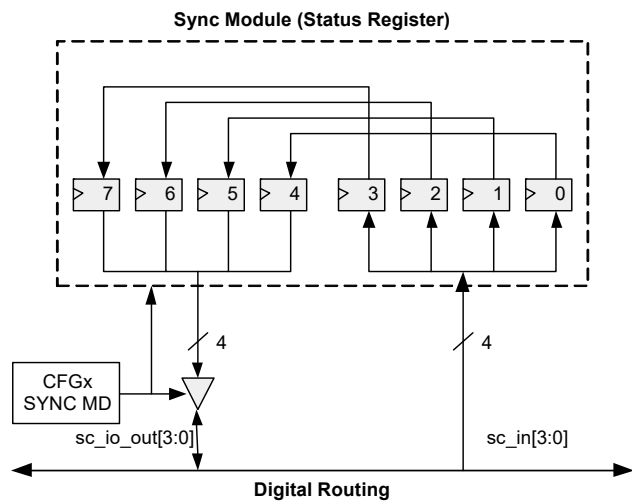 Sync Module (Status Register)
7 6 5 4 3 2 1 0
4 4
CFGx
SYNC MD
sc_io_out[3:0] sc_in[3:0]
Digital Routing